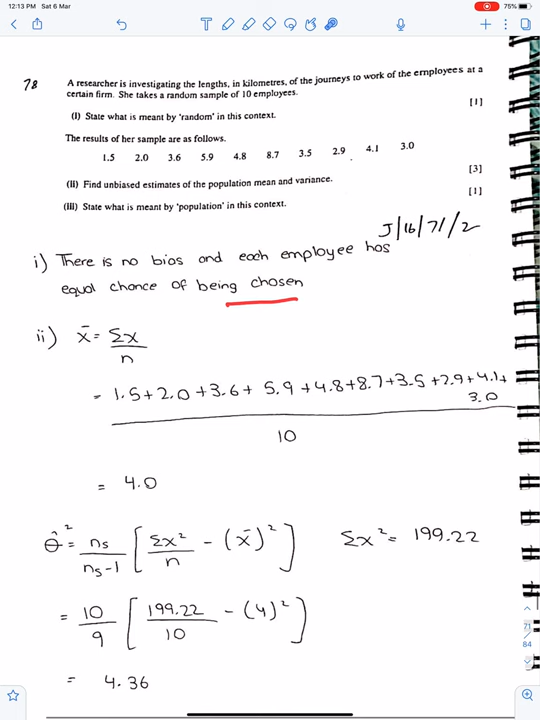 12:13 PM Sat 6 Mar
75%
78
A researcher is investigating the lengths, in kilometres, of the journeys to work of the employees at a
certain firm. She takes a random sample of 10 employees.
(i) State what is meant by 'random' in this context. [1]
The results of her sample are as follows.
1.5 2.0 3.6 5.9 4.8 8.7 3.5 2.9 4.1 3.0
(ii) Find unbiased estimates of the population mean and variance. [3]
(iii) State what is meant by 'population' in this context. [1]
J/16/71/2
i) There is no bias and each employee has
equal chance of being chosen
ii) x̄ = Σx
n
= 1.5+2.0+3.6+5.9+4.8+8.7+3.5+2.9+4.1+
3.0
10
= 4.0
σ̂² = ns/ns-1 [Σx²/n - (x̄)²] Σx² = 199.22
= 10/9 [199.22/10 - (4)²]
= 4.36
71
/
84